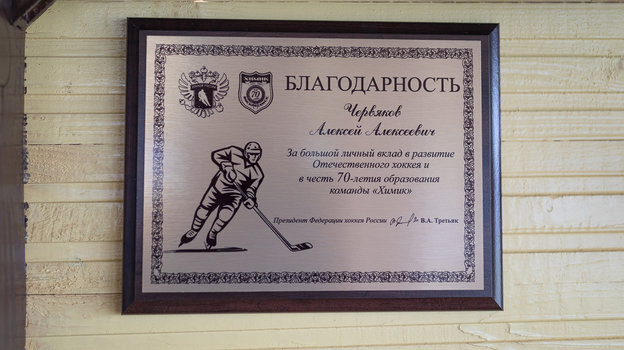 ХИМИК
70
БЛАГОДАРНОСТЬ
Червяков
Алексей Алексеевич
За большой личный вклад в развитие
Отечественного хоккея и
в честь 70-летия образования
команды «Химик»
Президент Федерации хоккея России В.А. Третьяк